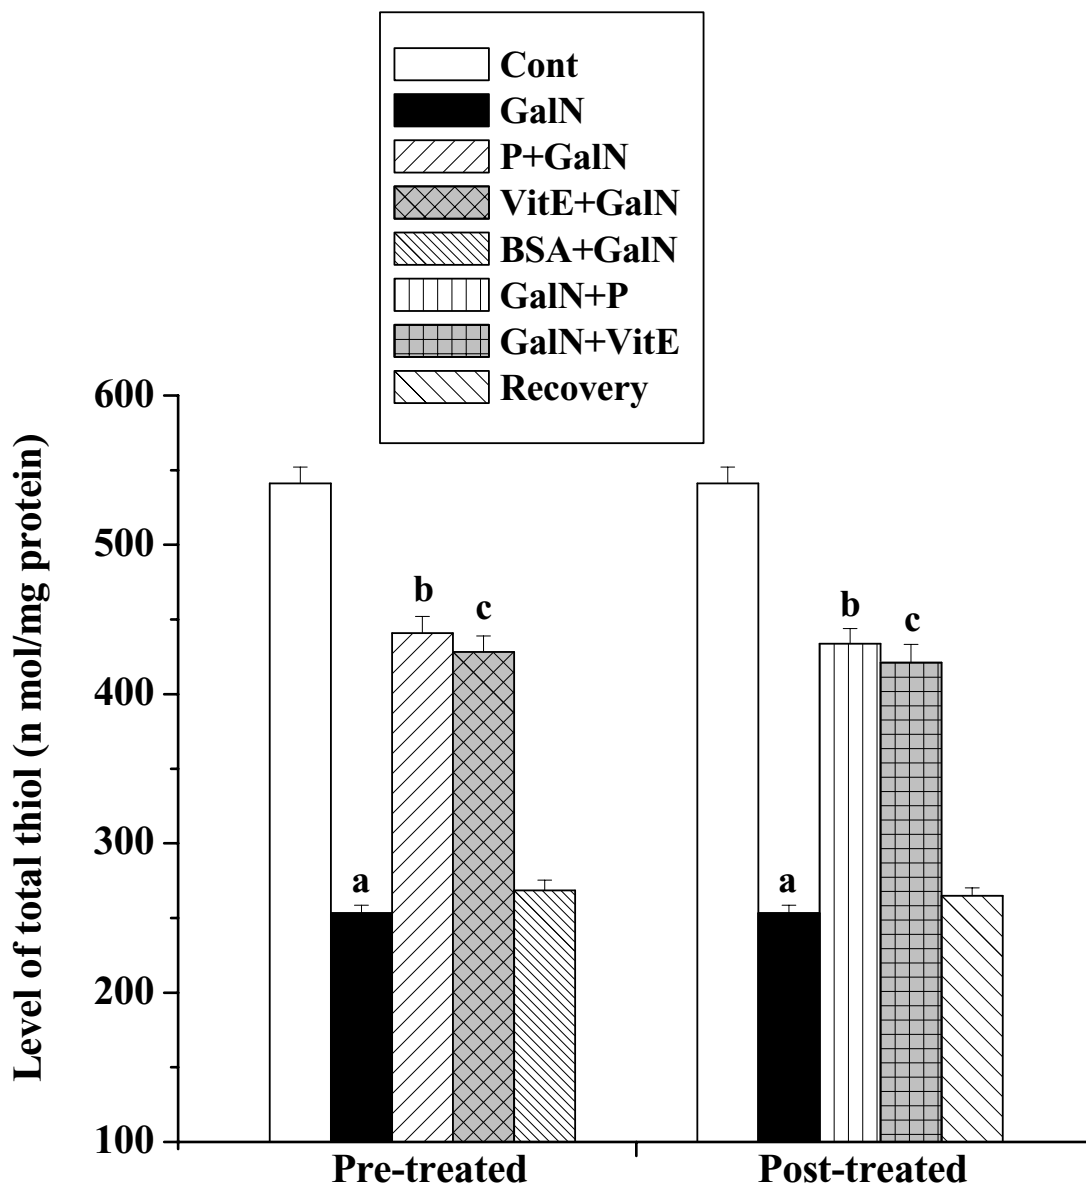 Cont
GalN
P+GalN
VitE+GalN
BSA+GalN
GalN+P
GalN+VitE
Recovery
Level of total thiol (n mol/mg protein)
600
500
400
300
200
100
a
b
c
a
b
c
Pre-treated
Post-treated